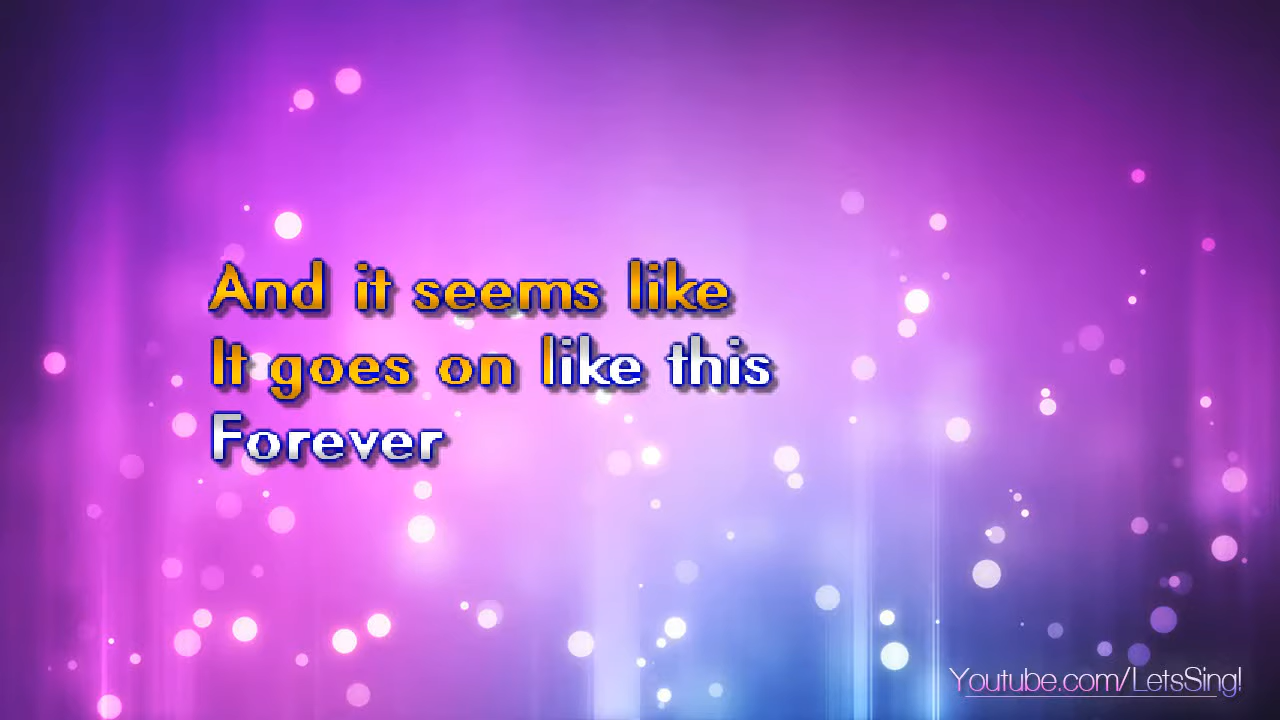 And it seems like
It goes on like this
Forever
Youtube.com/LetsSing!